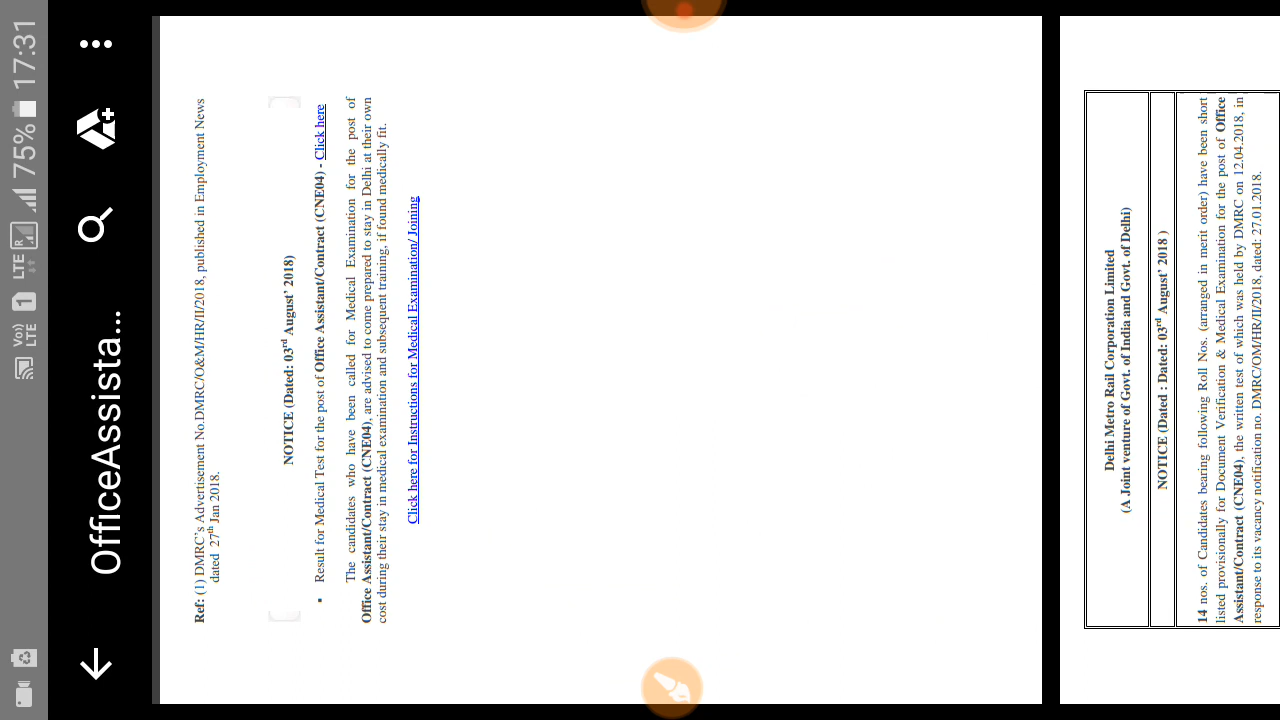 17:31
75%
LTE
R
1
Vo))
LTE
OfficeAssista...
Ref: (1) DMRC's Advertisement No.DMRC/O&M/HR/II/2018, published in Employment News
dated 27th Jan 2018.
NOTICE (Dated: 03rd August' 2018)
▪ Result for Medical Test for the post of Office Assistant/Contract (CNE04) - Click here
The candidates who have been called for Medical Examination for the post of
Office Assistant/Contract (CNE04), are advised to come prepared to stay in Delhi at their own
cost during their stay in medical examination and subsequent training, if found medically fit.
Click here for Instructions for Medical Examination/ Joining
Delhi Metro Rail Corporation Limited
(A Joint venture of Govt. of India and Govt. of Delhi)
NOTICE (Dated : Dated: 03rd August' 2018 )
14 nos. of Candidates bearing following Roll Nos. (arranged in merit order) have been short
listed provisionally for Document Verification & Medical Examination for the post of Office
Assistant/Contract (CNE04), the written test of which was held by DMRC on 12.04.2018, in
response to its vacancy notification no. DMRC/OM/HR/II/2018, dated: 27.01.2018.